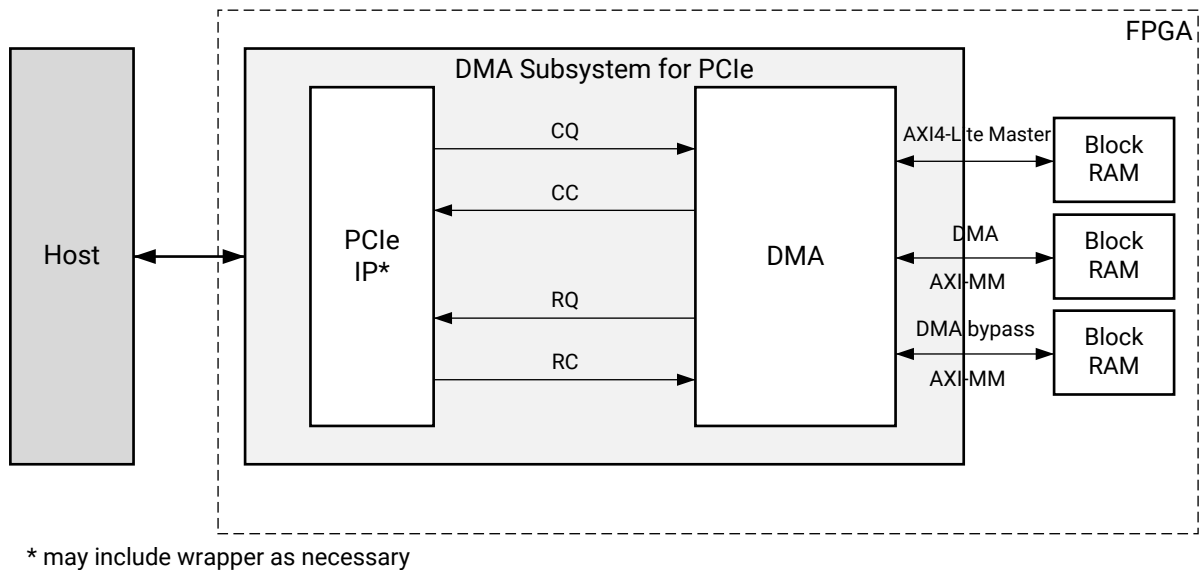 FPGA
DMA Subsystem for PCIe
Host
PCIe
IP*
CQ
CC
RQ
RC
DMA
AXI4-Lite Master
Block
RAM
DMA
AXI-MM
Block
RAM
DMA bypass
AXI-MM
Block
RAM
* may include wrapper as necessary